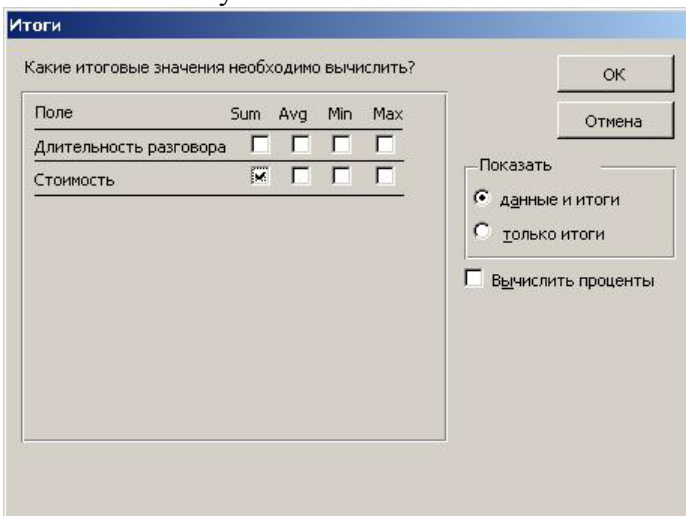 Итоги
Какие итоговые значения необходимо вычислить?
Поле Sum Avg Min Max
Длительность разговора
Стоимость
OK
Отмена
Показать
данные и итоги
только итоги
Вычислить проценты